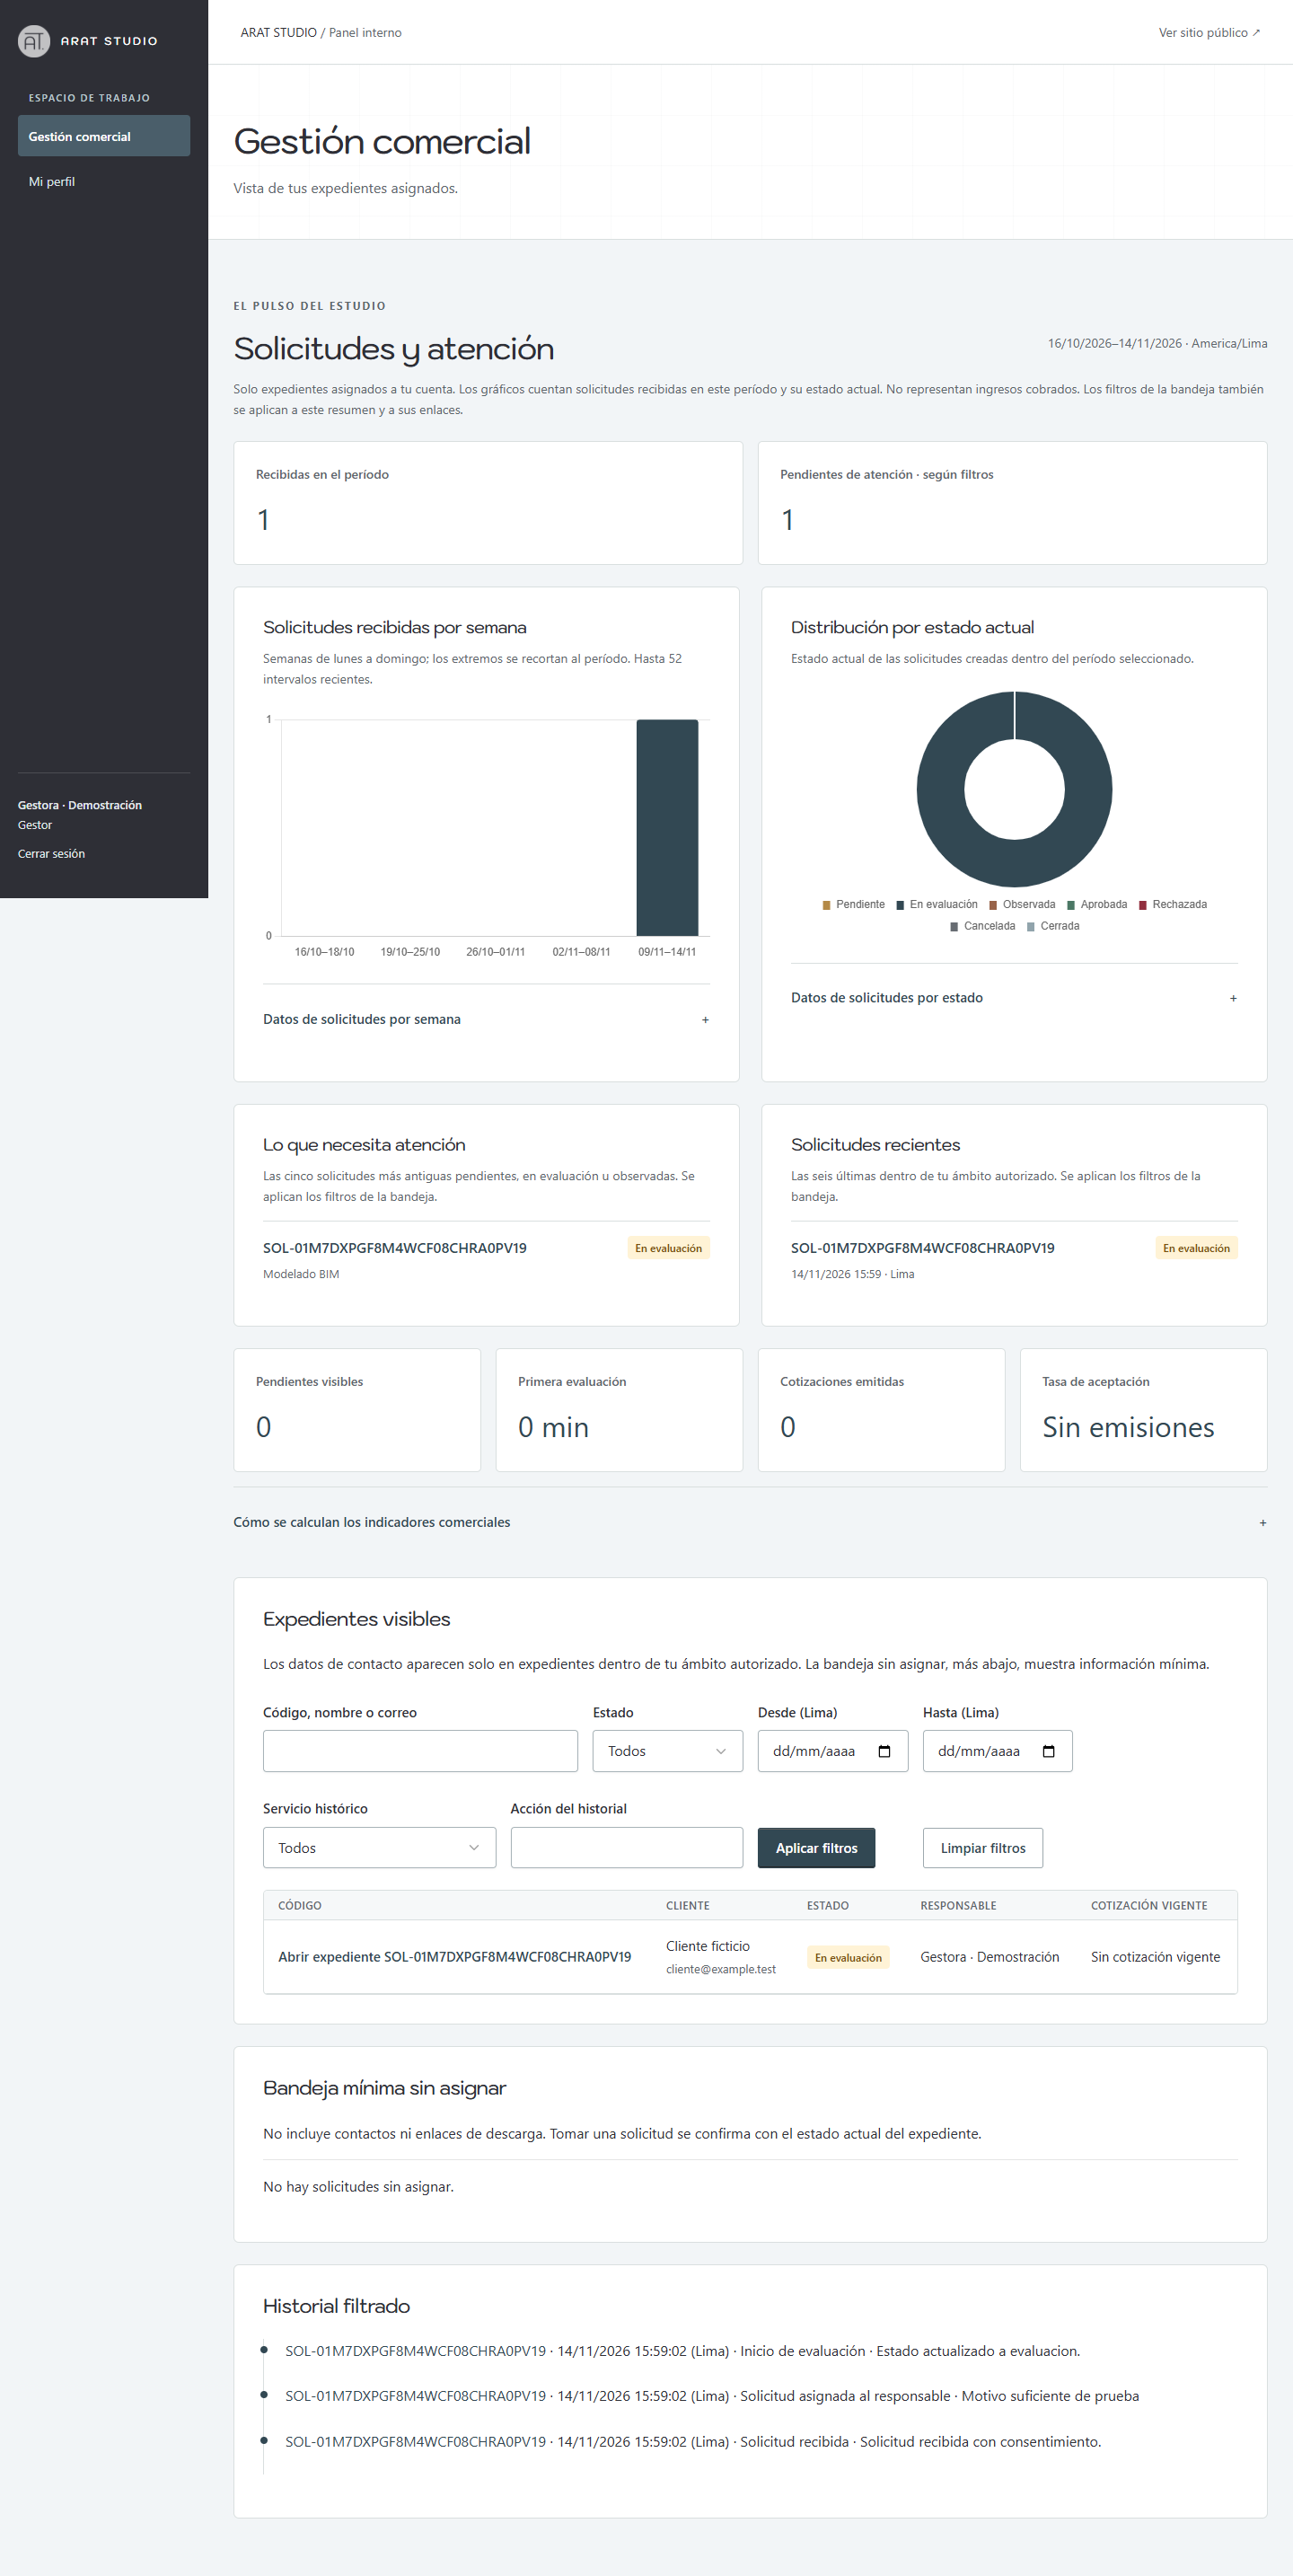 AT.
ARAT STUDIO
ESPACIO DE TRABAJO
Gestión comercial
Mi perfil
Gestora · Demostración
Gestor
Cerrar sesión
ARAT STUDIO / Panel interno
Ver sitio público ↗
Gestión comercial
Vista de tus expedientes asignados.
EL PULSO DEL ESTUDIO
Solicitudes y atención
16/10/2026–14/11/2026 · America/Lima
Solo expedientes asignados a tu cuenta. Los gráficos cuentan solicitudes recibidas en este período y su estado actual. No representan ingresos cobrados. Los filtros de la bandeja también
se aplican a este resumen y a sus enlaces.
Recibidas en el período
1
Pendientes de atención · según filtros
1
Solicitudes recibidas por semana
Semanas de lunes a domingo; los extremos se recortan al período. Hasta 52
intervalos recientes.
1
0
16/10–18/10 19/10–25/10 26/10–01/11 02/11–08/11 09/11–14/11
Datos de solicitudes por semana +
Distribución por estado actual
Estado actual de las solicitudes creadas dentro del período seleccionado.
Pendiente En evaluación Observada Aprobada Rechazada
Cancelada Cerrada
Datos de solicitudes por estado +
Lo que necesita atención
Las cinco solicitudes más antiguas pendientes, en evaluación u observadas. Se
aplican los filtros de la bandeja.
SOL-01M7DXPGF8M4WCF08CHRA0PV19 En evaluación
Modelado BIM
Solicitudes recientes
Las seis últimas dentro de tu ámbito autorizado. Se aplican los filtros de la
bandeja.
SOL-01M7DXPGF8M4WCF08CHRA0PV19 En evaluación
14/11/2026 15:59 · Lima
Pendientes visibles
0
Primera evaluación
0 min
Cotizaciones emitidas
0
Tasa de aceptación
Sin emisiones
Cómo se calculan los indicadores comerciales +
Expedientes visibles
Los datos de contacto aparecen solo en expedientes dentro de tu ámbito autorizado. La bandeja sin asignar, más abajo, muestra información mínima.
Código, nombre o correo Estado Desde (Lima) Hasta (Lima)
Todos dd/mm/aaaa dd/mm/aaaa
Servicio histórico Acción del historial
Todos Aplicar filtros Limpiar filtros
CÓDIGO CLIENTE ESTADO RESPONSABLE COTIZACIÓN VIGENTE
Abrir expediente SOL-01M7DXPGF8M4WCF08CHRA0PV19 Cliente ficticio En evaluación Gestora · Demostración Sin cotización vigente
cliente@example.test
Bandeja mínima sin asignar
No incluye contactos ni enlaces de descarga. Tomar una solicitud se confirma con el estado actual del expediente.
No hay solicitudes sin asignar.
Historial filtrado
SOL-01M7DXPGF8M4WCF08CHRA0PV19 · 14/11/2026 15:59:02 (Lima) · Inicio de evaluación · Estado actualizado a evaluacion.
SOL-01M7DXPGF8M4WCF08CHRA0PV19 · 14/11/2026 15:59:02 (Lima) · Solicitud asignada al responsable · Motivo suficiente de prueba
SOL-01M7DXPGF8M4WCF08CHRA0PV19 · 14/11/2026 15:59:02 (Lima) · Solicitud recibida · Solicitud recibida con consentimiento.